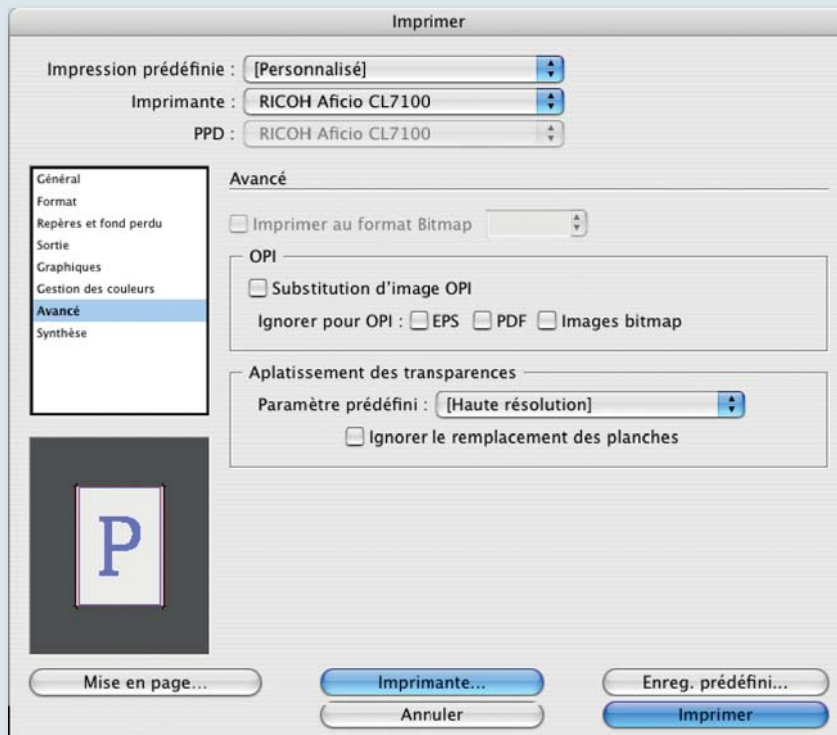 Imprimer
Impression prédéfinie : [Personnalisé]
Imprimante : RICOH Aficio CL7100
PPD : RICOH Aficio CL7100
Général
Format
Repères et fond perdu
Sortie
Graphiques
Gestion des couleurs
Avancé
Synthèse
Avancé
Imprimer au format Bitmap
OPI
Substitution d'image OPI
Ignorer pour OPI : EPS PDF Images bitmap
Aplatissement des transparences
Paramètre prédéfini : [Haute résolution]
Ignorer le remplacement des planches
P
Mise en page... Imprimante... Enreg. prédéfini...
Annuler Imprimer